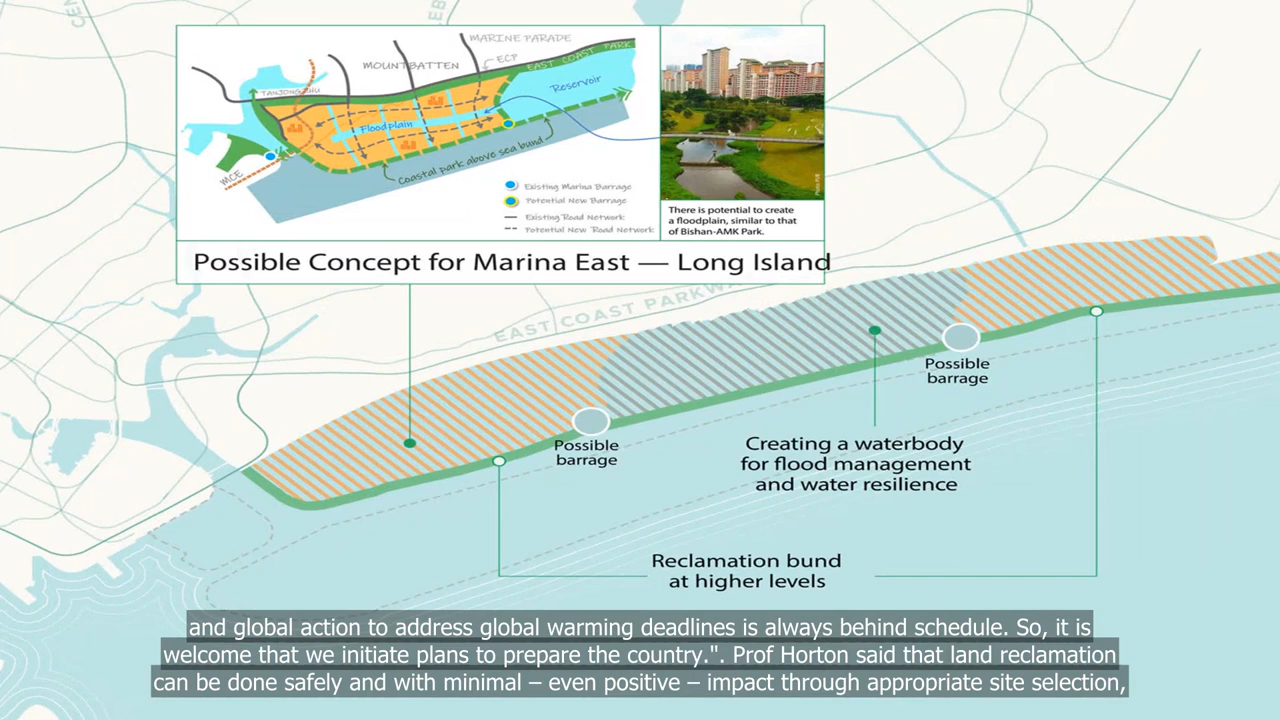 MARINE PARADE
MOUNTBATTEN
ECP
EAST COAST PARK
TANJONG RHU
Reservoir
Floodplain
Coastal park above sea bund
MCE
Existing Marina Barrage
Potential New Barrage
Existing Road Network
Potential New Road Network
There is potential to create
a floodplain, similar to that
of Bishan-AMK Park.
Possible Concept for Marina East — Long Island
EAST COAST PARKWA
Possible
barrage
Possible
barrage
Creating a waterbody
for flood management
and water resilience
Reclamation bund
at higher levels
and global action to address global warming deadlines is always behind schedule. So, it is
welcome that we initiate plans to prepare the country.". Prof Horton said that land reclamation
can be done safely and with minimal – even positive – impact through appropriate site selection,